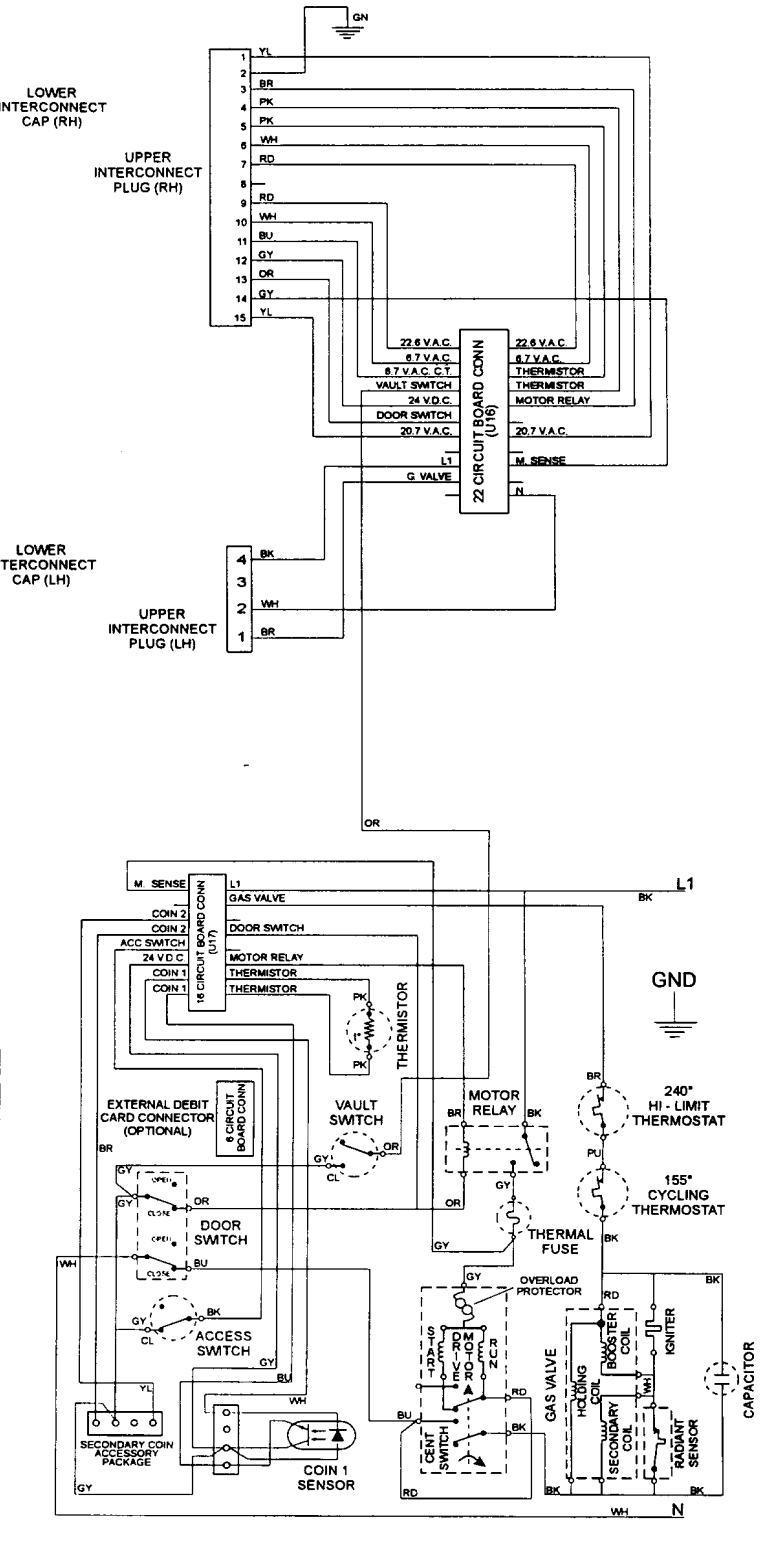 GN
LOWER
INTERCONNECT
CAP (RH)
UPPER
INTERCONNECT
PLUG (RH)
1 YL
2
3 BR
4 PK
5 PK
6 WH
7 RD
8
9 RD
10 WH
11 BU
12 GY
13 OR
14 GY
15 YL
22.6 V.A.C.
6.7 V.A.C.
6.7 V.A.C. C.T.
VAULT SWITCH
24 V.D.C.
DOOR SWITCH
20.7 V.A.C.
L1
G. VALVE
22 CIRCUIT BOARD CONN
(U16)
22.6 V.A.C.
6.7 V.A.C.
THERMISTOR
THERMISTOR
MOTOR RELAY
20.7 V.A.C.
M. SENSE
N
LOWER
TERCONNECT
CAP (LH)
UPPER
INTERCONNECT
PLUG (LH)
4 BK
3
2 WH
1 BR
OR
M. SENSE
COIN 2
COIN 2
ACC SWITCH
24 V.D.C.
COIN 1
COIN 1
16 CIRCUIT BOARD CONN
(U17)
L1
GAS VALVE
DOOR SWITCH
MOTOR RELAY
THERMISTOR
THERMISTOR
BK
L1
GND
PK
T°
PK
THERMISTOR
EXTERNAL DEBIT
CARD CONNECTOR
(OPTIONAL)
6 CIRCUIT
BOARD CONN
VAULT
SWITCH
OR
GY
CL
MOTOR
RELAY
BR
BK
OR
GY
BR
240°
HI - LIMIT
THERMOSTAT
PU
155°
CYCLING
THERMOSTAT
BK
BR
GY
GY
OPEN
CLOSE
OR
DOOR
SWITCH
OPEN
CLOSE
BU
WH
THERMAL
FUSE
GY
GY
OVERLOAD
PROTECTOR
GY
CL
BK
ACCESS
SWITCH
GY
BU
WH
YL
SECONDARY COIN
ACCESSORY
PACKAGE
GY
COIN 1
SENSOR
START
DRIVE
MOTOR
RUN
BU
RD
BK
CENT
SWITCH
RD
RD
BK
GAS VALVE
HOLDING
COIL
BOOSTER
COIL
SECONDARY
COIL
WH
IGNITER
RADIANT
SENSOR
CAPACITOR
BK
BK
WH
N